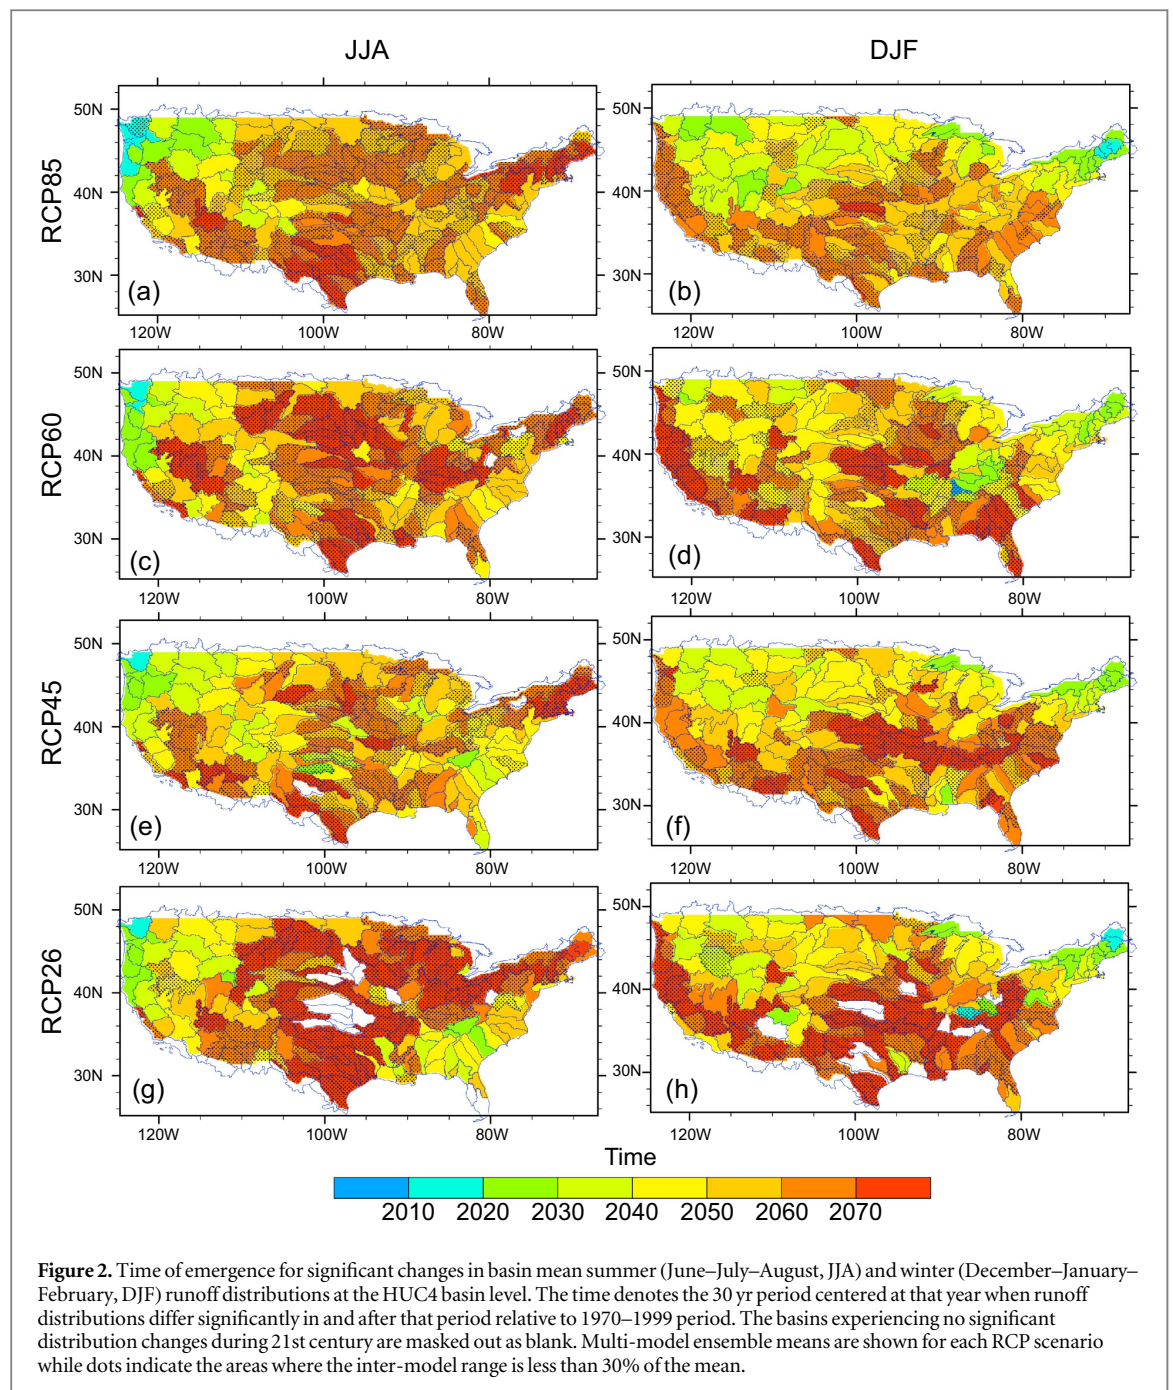 JJA
DJF
RCP85
50N
40N
30N
(a)
120W
100W
80W
50N
40N
30N
(b)
120W
100W
80W
RCP60
50N
40N
30N
(c)
120W
100W
80W
50N
40N
30N
(d)
120W
100W
80W
RCP45
50N
40N
30N
(e)
120W
100W
80W
50N
40N
30N
(f)
120W
100W
80W
RCP26
50N
40N
30N
(g)
120W
100W
80W
50N
40N
30N
(h)
120W
100W
80W
Time
2010 2020 2030 2040 2050 2060 2070
Figure 2. Time of emergence for significant changes in basin mean summer (June–July–August, JJA) and winter (December–January–
February, DJF) runoff distributions at the HUC4 basin level. The time denotes the 30 yr period centered at that year when runoff
distributions differ significantly in and after that period relative to 1970–1999 period. The basins experiencing no significant
distribution changes during 21st century are masked out as blank. Multi-model ensemble means are shown for each RCP scenario
while dots indicate the areas where the inter-model range is less than 30% of the mean.